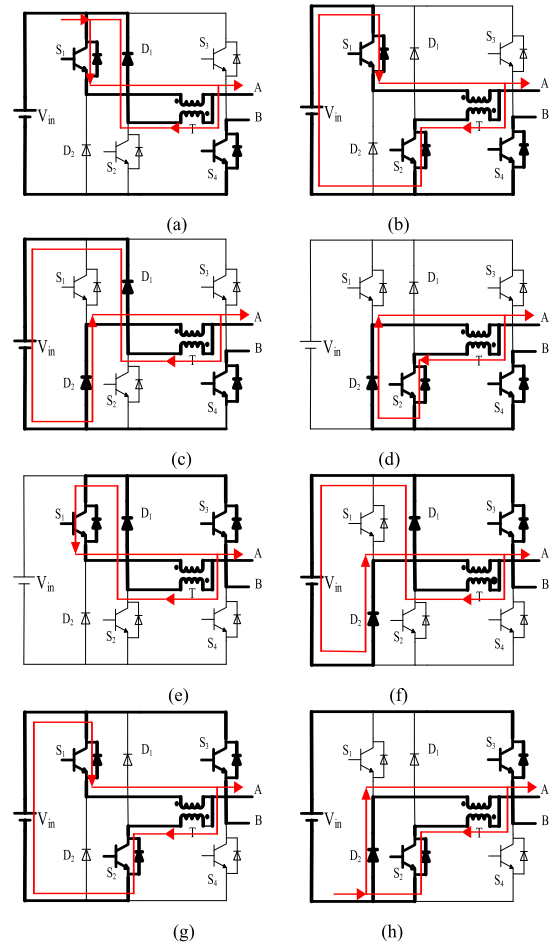 S1 D1 S3
A
Vin B
T
D2 S2 S4
(a)
S1 D1 S3
A
Vin B
T
D2 S2 S4
(b)
S1 D1 S3
A
Vin B
T
D2 S2 S4
(c)
S1 D1 S3
A
Vin B
T
D2 S2 S4
(d)
S1 D1 S3
A
Vin B
T
D2 S2 S4
(e)
S1 D1 S3
A
Vin B
T
D2 S2 S4
(f)
S1 D1 S3
A
Vin B
T
D2 S2 S4
(g)
S1 D1 S3
A
Vin B
T
D2 S2 S4
(h)